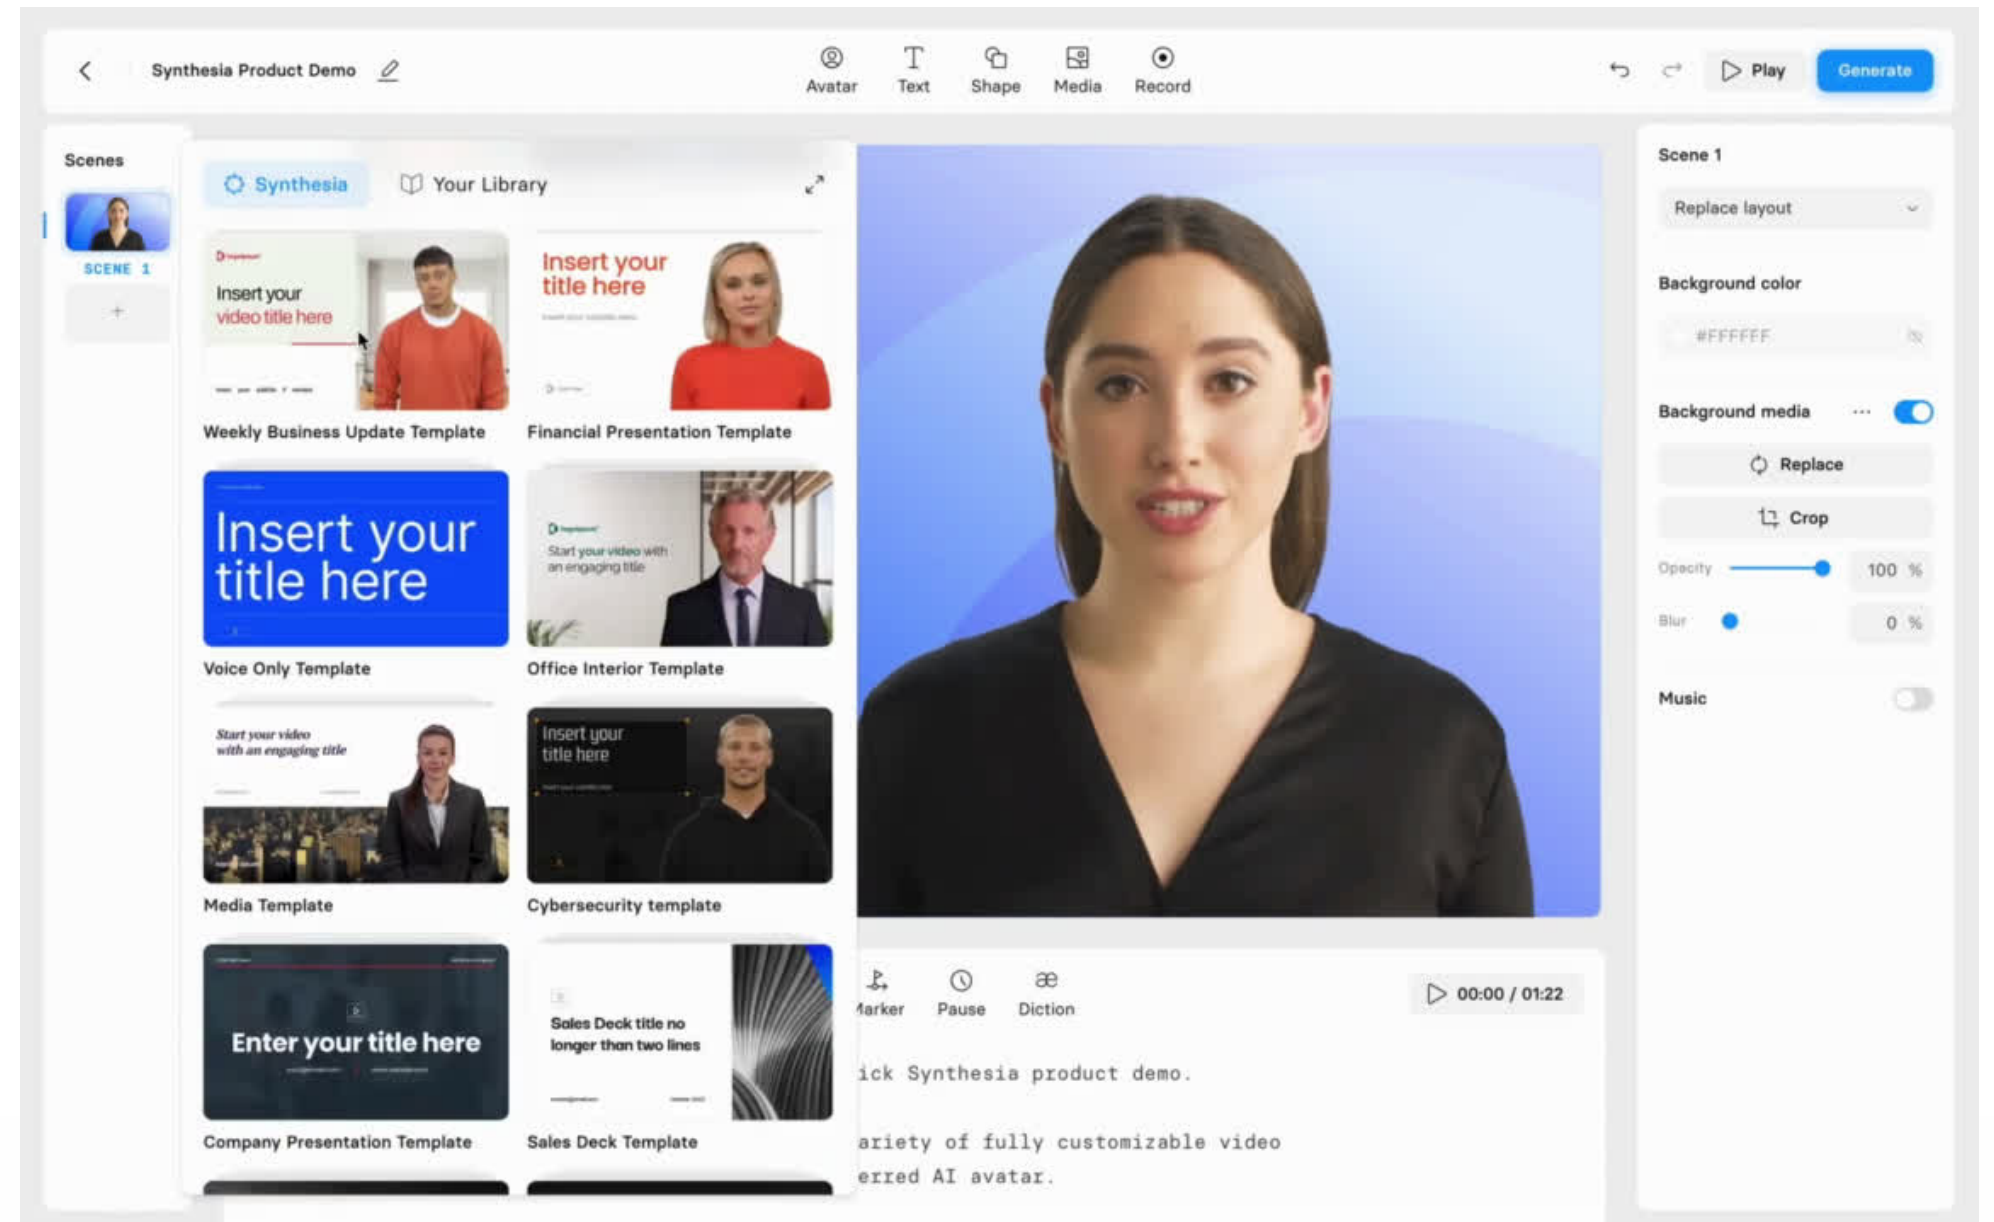 Synthesia Product Demo
Avatar
Text
Shape
Media
Record
Play
Generate
Scenes
SCENE 1
+
Synthesia
Your Library
Insert your
video title here
Weekly Business Update Template
Insert your
title here
Financial Presentation Template
Insert your
title here
Voice Only Template
Start your video with
an engaging title
Office Interior Template
Start your video
with an engaging title
Media Template
Insert your
title here
Cybersecurity template
Enter your title here
Company Presentation Template
Sales Deck title no
longer than two lines
Sales Deck Template
Marker
Pause
æ
Diction
00:00 / 01:22
ick Synthesia product demo.
ariety of fully customizable video
erred AI avatar.
Scene 1
Replace layout
Background color
#FFFFFF
Background media
...
Replace
Crop
Opacity
100 %
Blur
0 %
Music